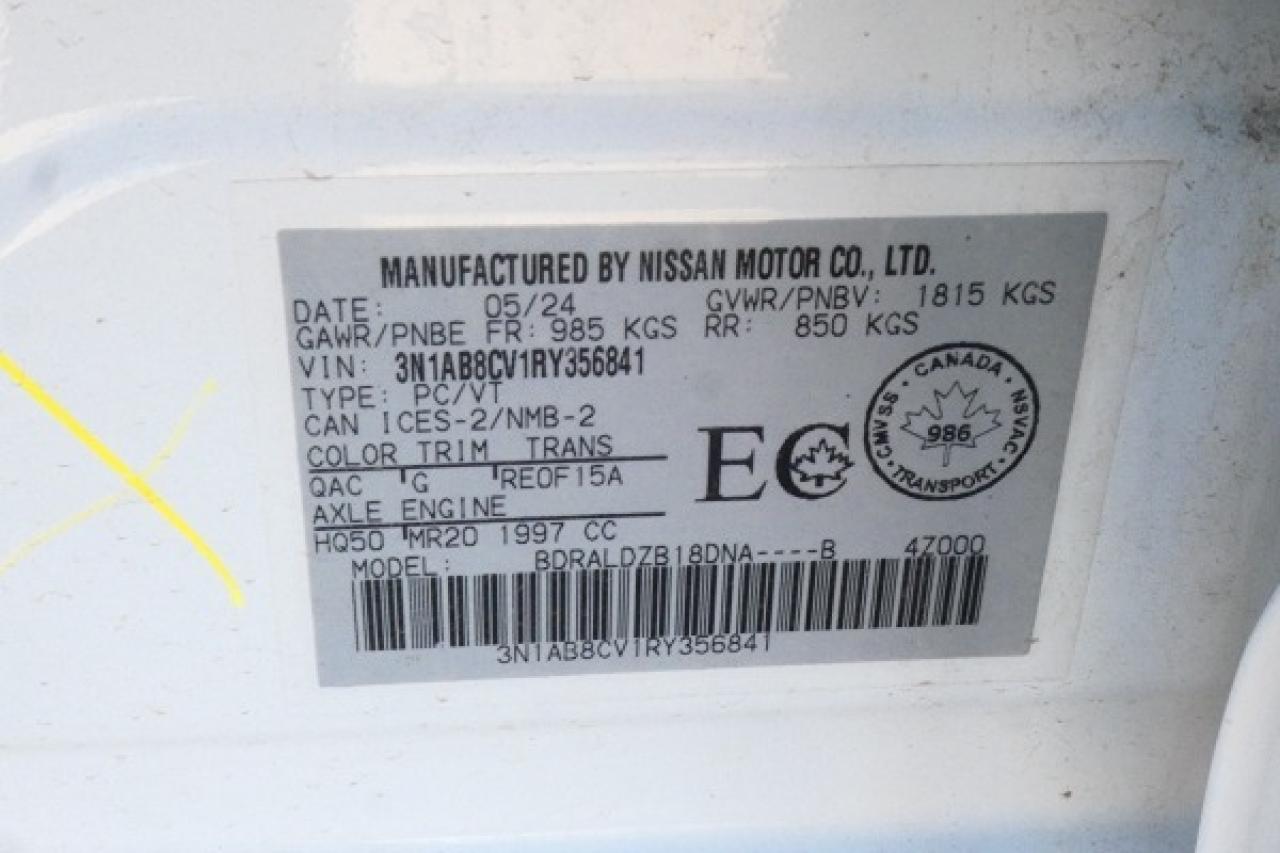 MANUFACTURED BY NISSAN MOTOR CO., LTD.
DATE: 05/24 GVWR/PNBV: 1815 KGS
GAWR/PNBE FR: 985 KGS RR: 850 KGS
VIN: 3N1AB8CV1RY356841
TYPE: PC/VT
CAN ICES-2/NMB-2
COLOR TRIM TRANS
QAC G RE0F15A
AXLE ENGINE
HQ50 MR20 1997 CC
MODEL: BDRALDZB18DNA----B 47000
3N1AB8CV1RY356841
EC
CANADA
CMVSS · NSVAC
986
TRANSPORT